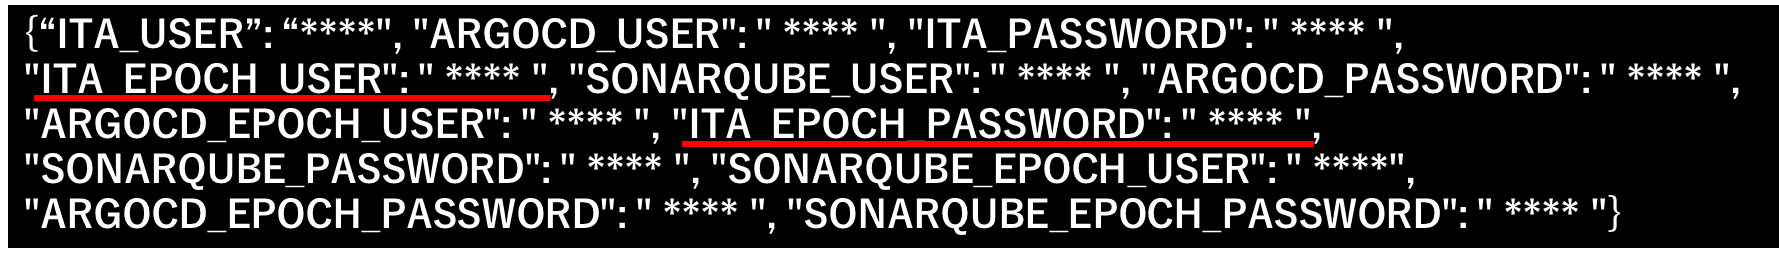 {“ITA_USER”: “****", "ARGOCD_USER": " **** ", "ITA_PASSWORD": " **** ",
"ITA_EPOCH_USER": " **** ", "SONARQUBE_USER": " **** ", "ARGOCD_PASSWORD": " **** ",
"ARGOCD_EPOCH_USER": " **** ", "ITA_EPOCH_PASSWORD": " **** ",
"SONARQUBE_PASSWORD": " **** ", "SONARQUBE_EPOCH_USER": " ****",
"ARGOCD_EPOCH_PASSWORD": " **** ", "SONARQUBE_EPOCH_PASSWORD": " **** "}